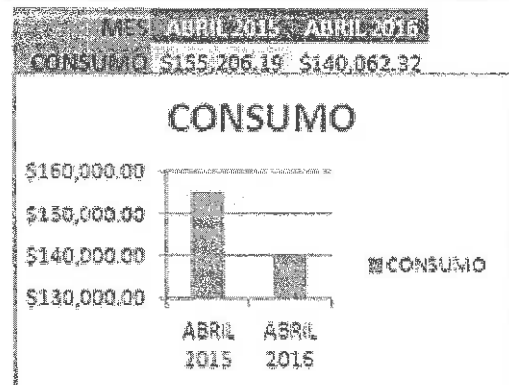 MES ABRIL 2015 ABRIL 2016
CONSUMO $155,206.19 $140,062.32
CONSUMO
$160,000.00
$150,000.00
$140,000.00
$130,000.00
ABRIL 2015
ABRIL 2016
CONSUMO